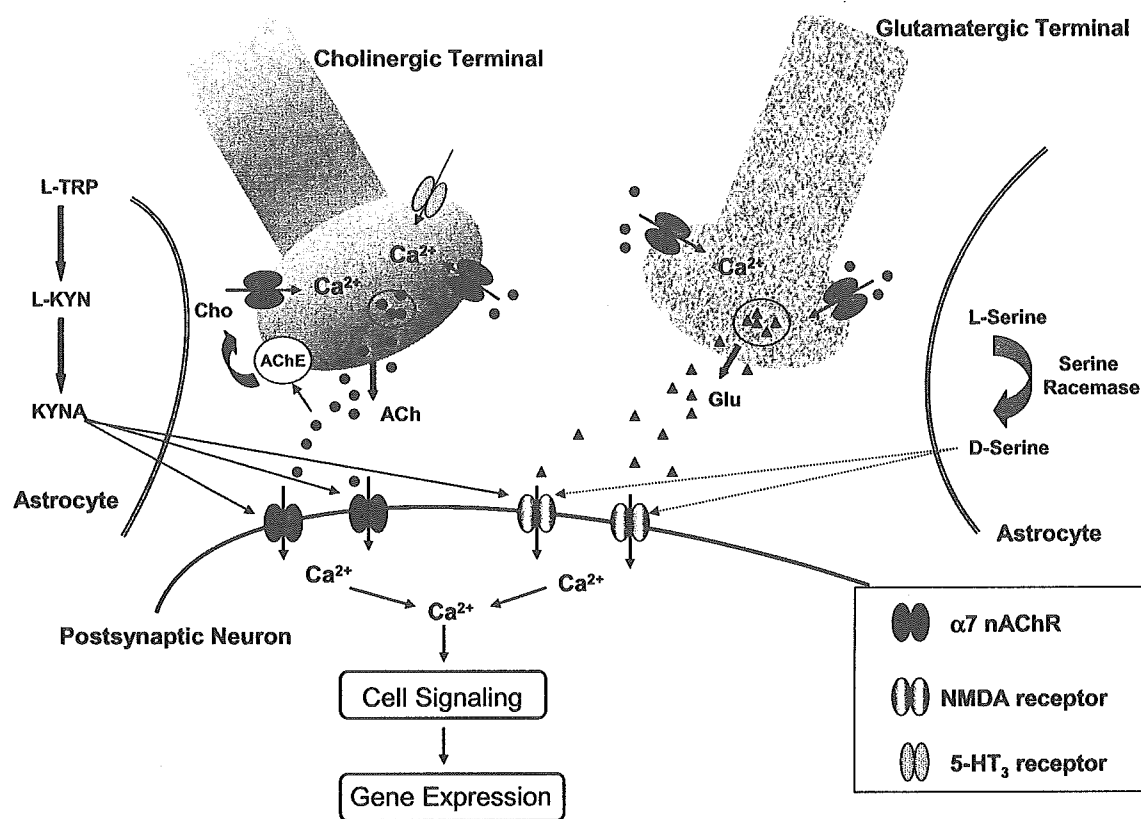 Cholinergic Terminal
Glutamatergic Terminal
L-TRP
L-KYN
KYNA
Astrocyte
Ca²⁺
Ca²⁺
Cho
AChE
ACh
Ca²⁺
Glu
L-Serine
Serine
Racemase
D-Serine
Astrocyte
Ca²⁺
Ca²⁺
Ca²⁺
Postsynaptic Neuron
Cell Signaling
Gene Expression
α7 nAChR
NMDA receptor
5-HT₃ receptor